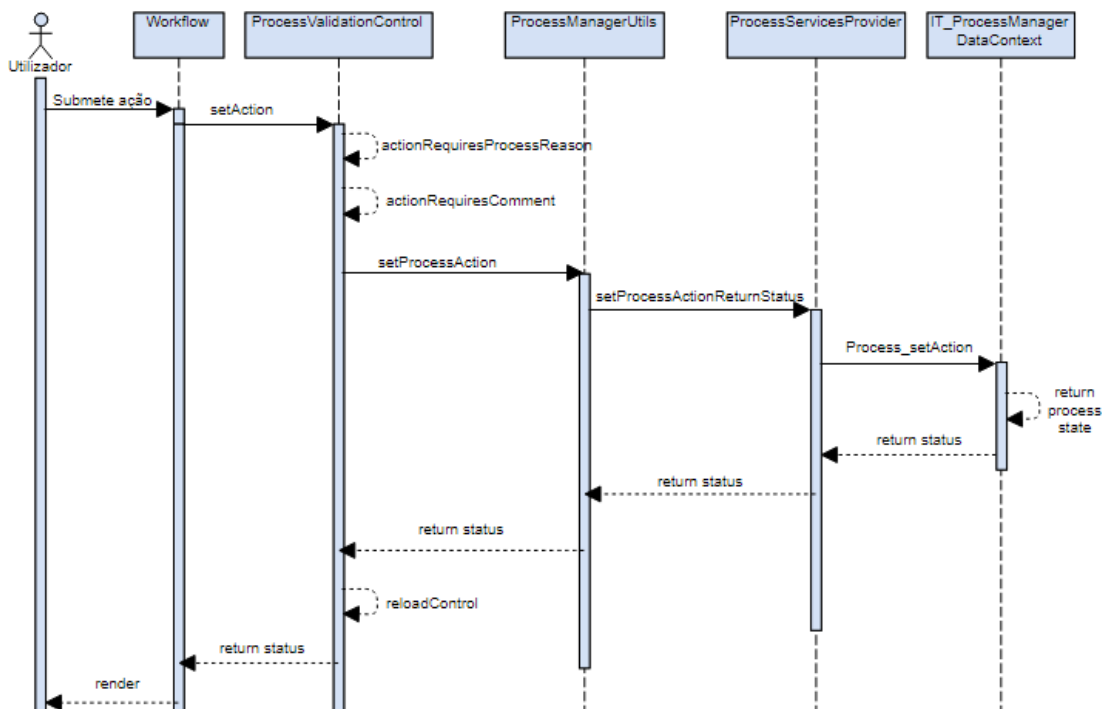 Workflow
ProcessValidationControl
ProcessManagerUtils
ProcessServicesProvider
IT_ProcessManager
DataContext
Utilizador
Submete ação
setAction
actionRequiresProcessReason
actionRequiresComment
setProcessAction
setProcessActionReturnStatus
Process_setAction
return
process
state
return status
return status
return status
reloadControl
return status
render